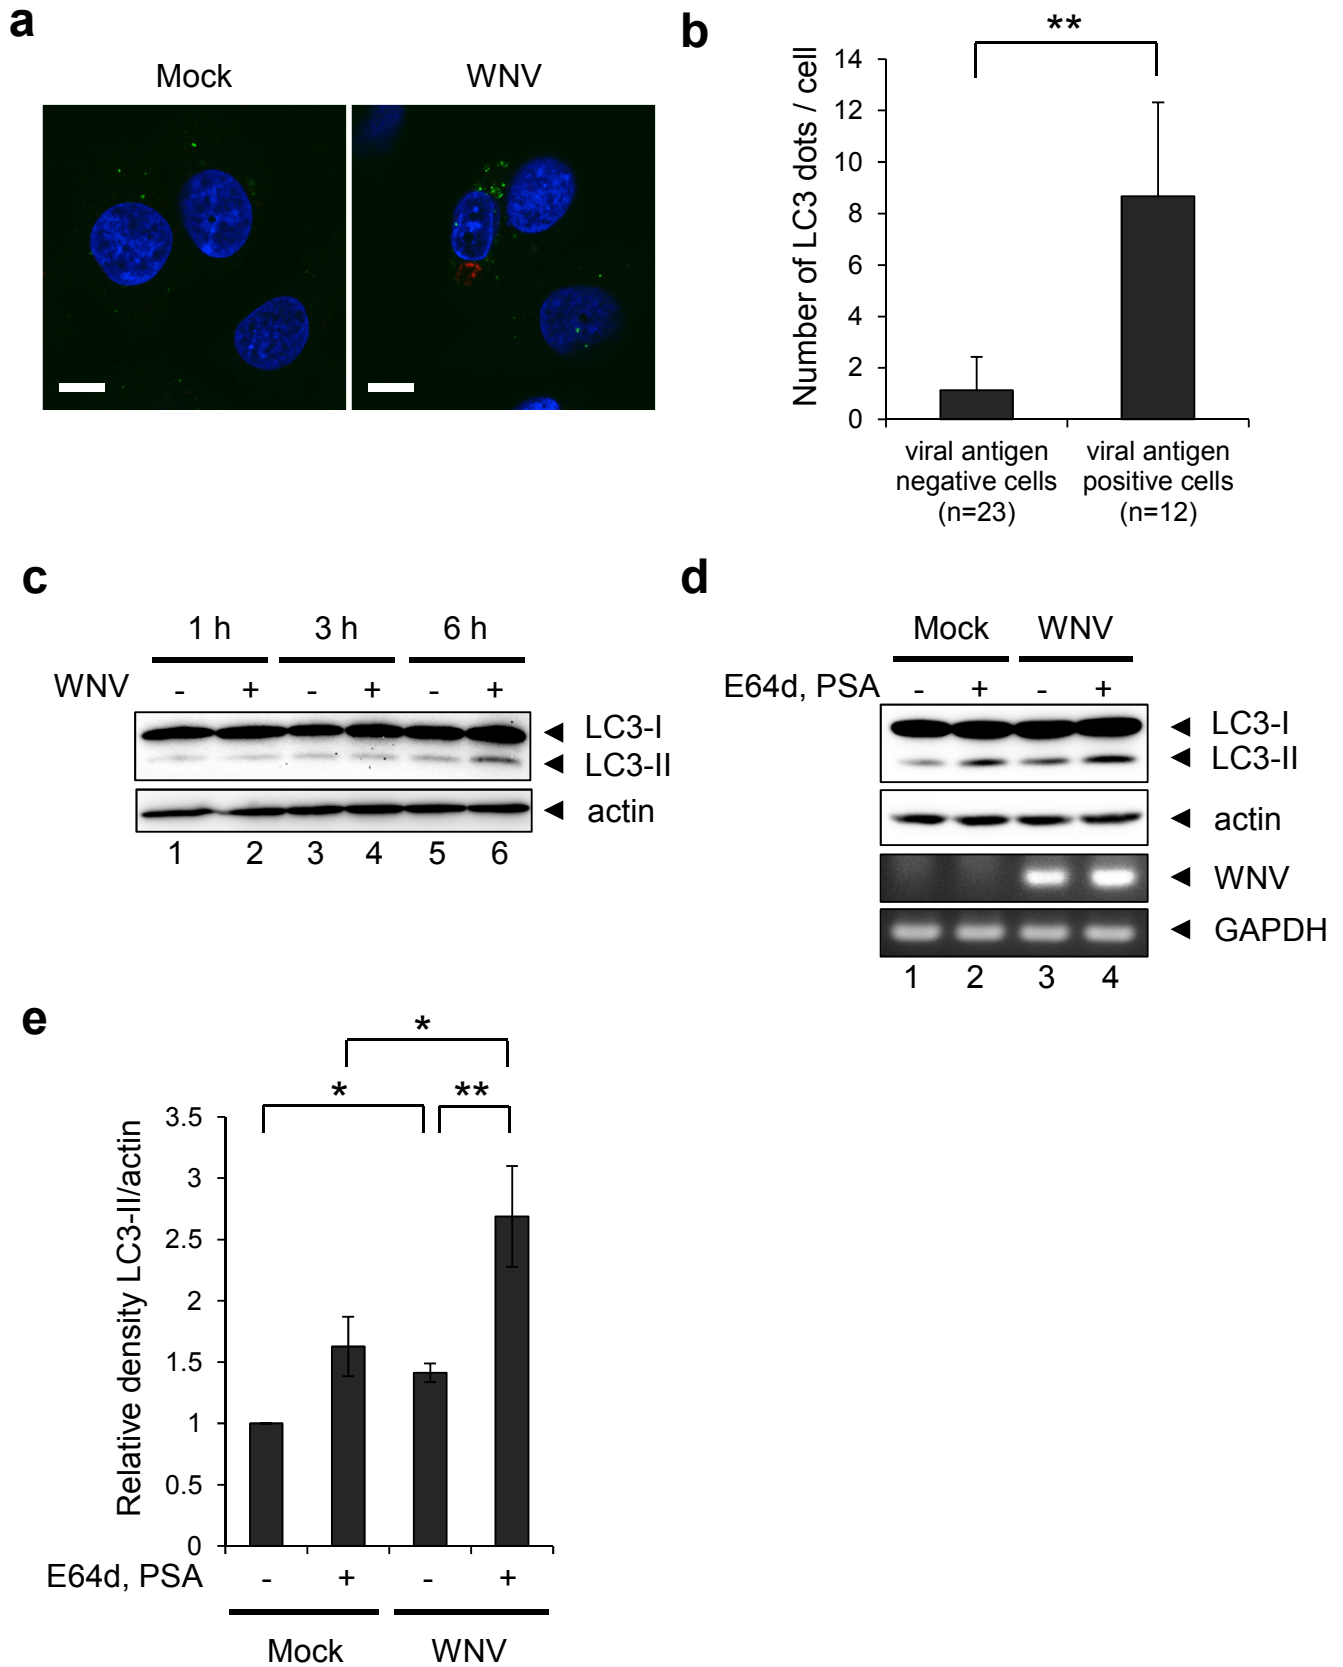 a
Mock WNV
b
**
Number of LC3 dots / cell
14
12
10
8
6
4
2
0
viral antigen
negative cells
(n=23)
viral antigen
positive cells
(n=12)
c
1 h 3 h 6 h
WNV - + - + - +
LC3-I
LC3-II
actin
1 2 3 4 5 6
d
Mock WNV
E64d, PSA - + - +
LC3-I
LC3-II
actin
WNV
GAPDH
1 2 3 4
e
*
* **
Relative density LC3-II/actin
3.5
3
2.5
2
1.5
1
0.5
0
E64d, PSA - + - +
Mock WNV